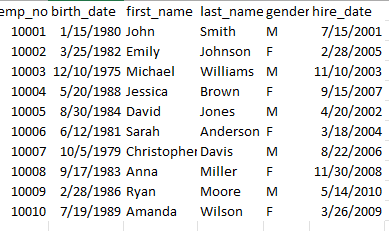 emp_no birth_date first_name last_name gender hire_date
10001 1/15/1980 John Smith M 7/15/2001
10002 3/25/1982 Emily Johnson F 2/28/2005
10003 12/10/1975 Michael Williams M 11/10/2003
10004 5/20/1988 Jessica Brown F 9/15/2007
10005 8/30/1984 David Jones M 4/20/2002
10006 6/12/1981 Sarah Anderson F 3/18/2004
10007 10/5/1979 Christopher Davis M 8/22/2006
10008 9/17/1983 Anna Miller F 11/30/2008
10009 2/28/1986 Ryan Moore M 5/14/2010
10010 7/19/1989 Amanda Wilson F 3/26/2009